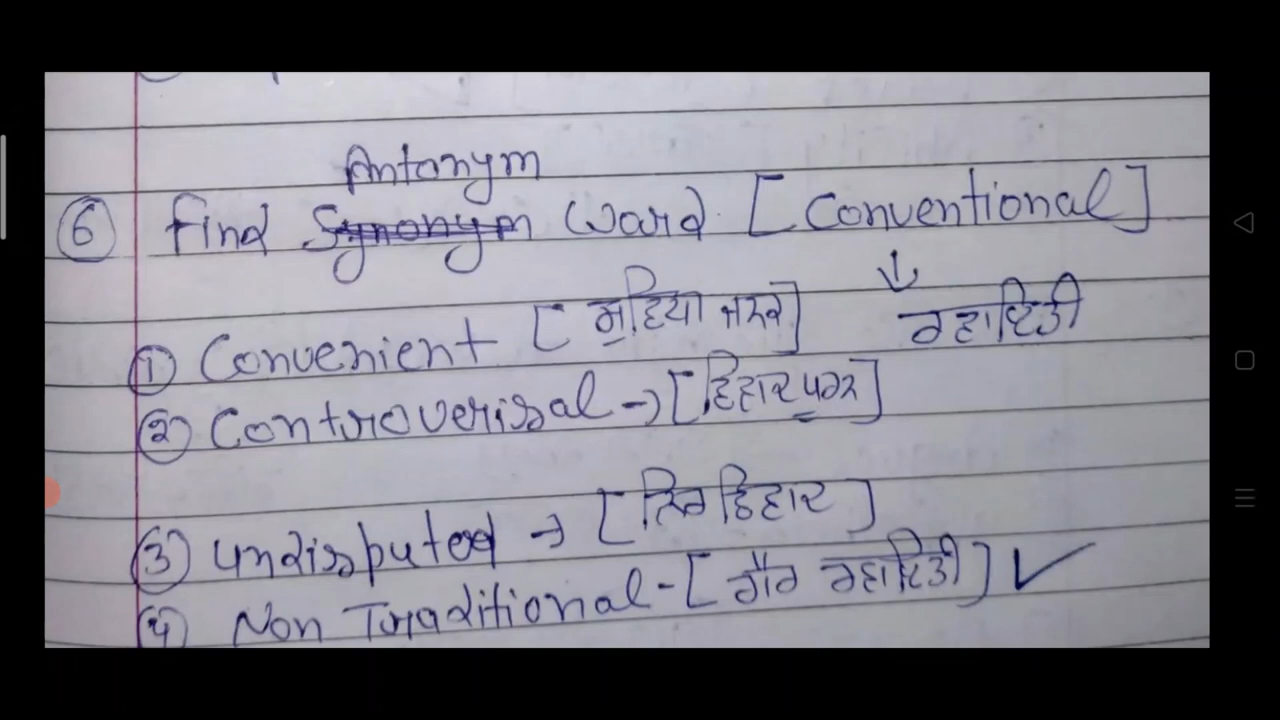 Antonym
⑥ Find Synonym Word [Conventional]
↓
① Convenient [ਸੁਵਿਧਾ ਜਨਕ] ਰਵਾਇਤੀ
② Controverisal → [ਵਿਵਾਦਪੂਰਨ]
③ Undisputed → [ਨਿਰਵਿਵਾਦ]
④ Non Traditional - [ਗੈਰ ਰਵਾਇਤੀ] ✓